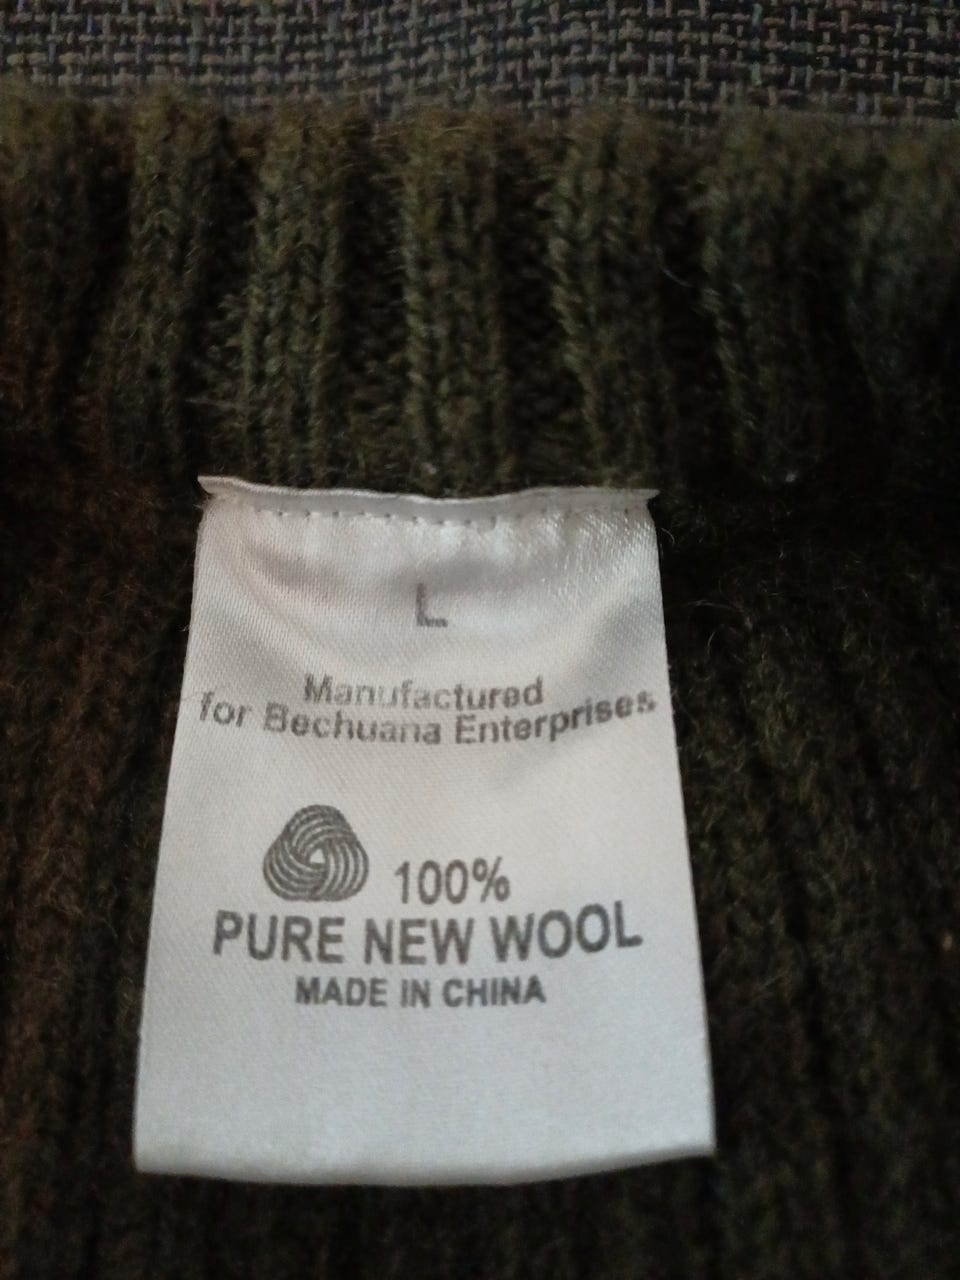 L
Manufactured
for Bechuana Enterprises
100%
PURE NEW WOOL
MADE IN CHINA